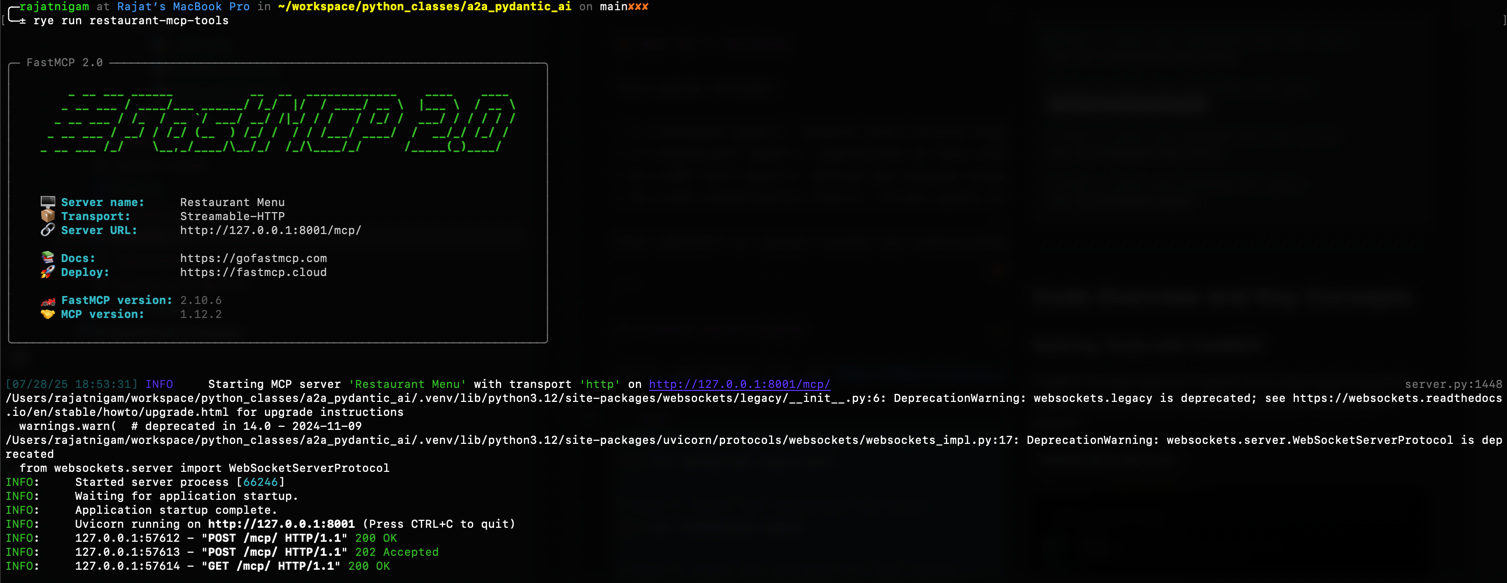 rajatnigam at Rajat's MacBook Pro in ~/workspace/python_classes/a2a_pydantic_ai on main✘✘✘
± rye run restaurant-mcp-tools
FastMCP 2.0
FastMCP 2.0
Server name: Restaurant Menu
Transport: Streamable-HTTP
Server URL: http://127.0.0.1:8001/mcp/
Docs: https://gofastmcp.com
Deploy: https://fastmcp.cloud
FastMCP version: 2.10.6
MCP version: 1.12.2
[07/28/25 18:53:31] INFO Starting MCP server 'Restaurant Menu' with transport 'http' on http://127.0.0.1:8001/mcp/ server.py:1448
/Users/rajatnigam/workspace/python_classes/a2a_pydantic_ai/.venv/lib/python3.12/site-packages/websockets/legacy/__init__.py:6: DeprecationWarning: websockets.legacy is deprecated; see https://websockets.readthedocs
.io/en/stable/howto/upgrade.html for upgrade instructions
warnings.warn( # deprecated in 14.0 - 2024-11-09
/Users/rajatnigam/workspace/python_classes/a2a_pydantic_ai/.venv/lib/python3.12/site-packages/uvicorn/protocols/websockets/websockets_impl.py:17: DeprecationWarning: websockets.server.WebSocketServerProtocol is dep
recated
from websockets.server import WebSocketServerProtocol
INFO: Started server process [66246]
INFO: Waiting for application startup.
INFO: Application startup complete.
INFO: Uvicorn running on http://127.0.0.1:8001 (Press CTRL+C to quit)
INFO: 127.0.0.1:57612 - "POST /mcp/ HTTP/1.1" 200 OK
INFO: 127.0.0.1:57613 - "POST /mcp/ HTTP/1.1" 202 Accepted
INFO: 127.0.0.1:57614 - "GET /mcp/ HTTP/1.1" 200 OK